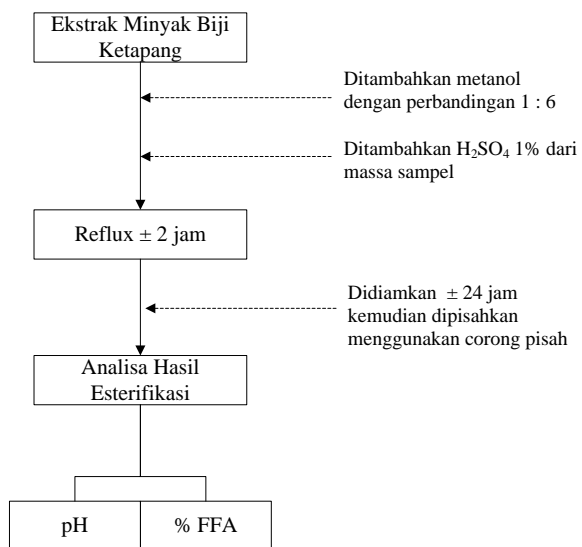 Ekstrak Minyak Biji
Ketapang
Ditambahkan metanol
dengan perbandingan 1 : 6
Ditambahkan H₂SO₄ 1% dari
massa sampel
Reflux ± 2 jam
Didiamkan ± 24 jam
kemudian dipisahkan
menggunakan corong pisah
Analisa Hasil
Esterifikasi
pH
% FFA